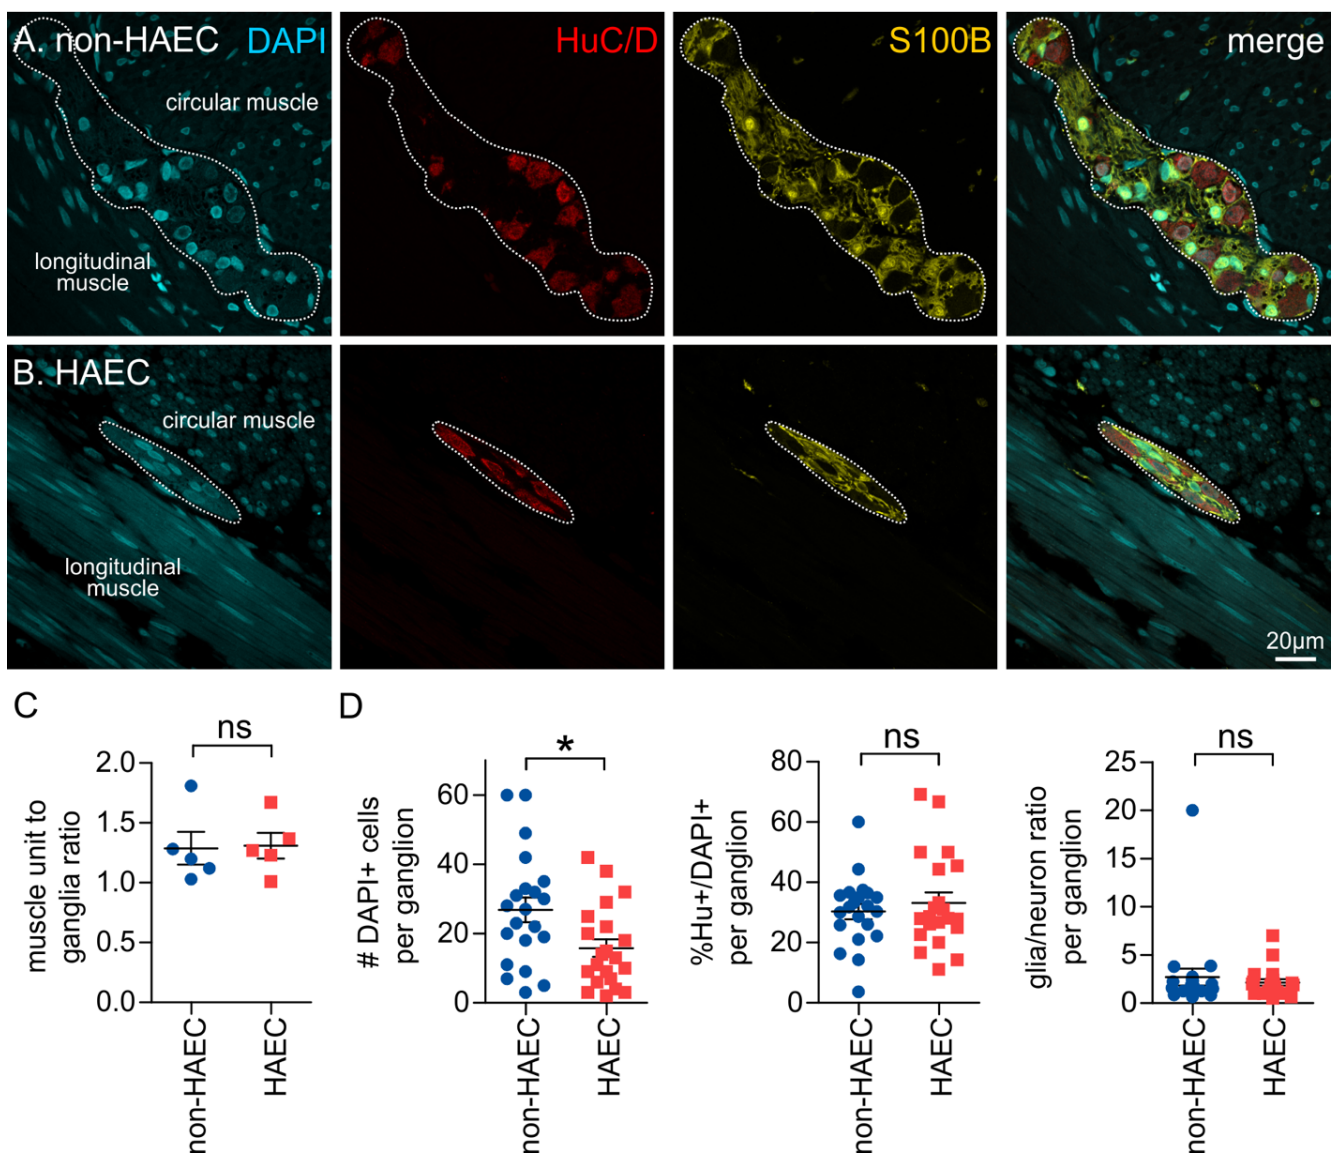 A. non-HAEC DAPI HuC/D S100B merge
circular muscle
longitudinal
muscle
B. HAEC
circular muscle
longitudinal
muscle
20µm
C
muscle unit to
ganglia ratio
2.0
1.5
1.0
0.5
0.0
ns
non-HAEC
HAEC
D
# DAPI+ cells
per ganglion
60
40
20
0
*
non-HAEC
HAEC
%Hu+/DAPI+
per ganglion
80
60
40
20
0
ns
non-HAEC
HAEC
glia/neuron ratio
per ganglion
25
20
15
10
5
0
ns
non-HAEC
HAEC